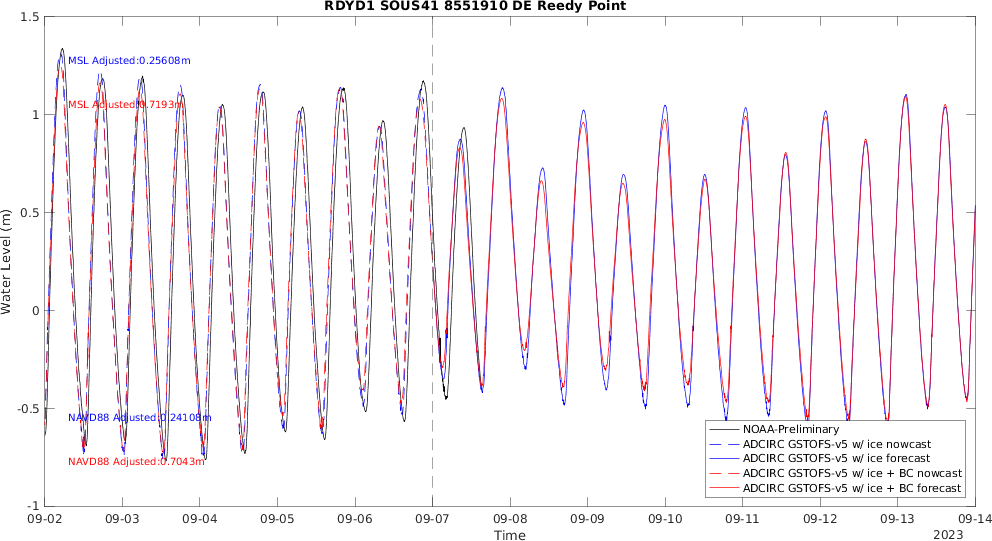 RDYD1 SOUS41 8551910 DE Reedy Point
Water Level (m)
1.5
1
0.5
0
-0.5
-1
MSL Adjusted:0.25608m
MSL Adjusted:0.7193m
NAVD88 Adjusted:0.24108m
NAVD88 Adjusted:0.7043m
NOAA-Preliminary
ADCIRC GSTOFS-v5 w/ ice nowcast
ADCIRC GSTOFS-v5 w/ ice forecast
ADCIRC GSTOFS-v5 w/ ice + BC nowcast
ADCIRC GSTOFS-v5 w/ ice + BC forecast
09-02 09-03 09-04 09-05 09-06 09-07 09-08 09-09 09-10 09-11 09-12 09-13 09-14
Time
2023